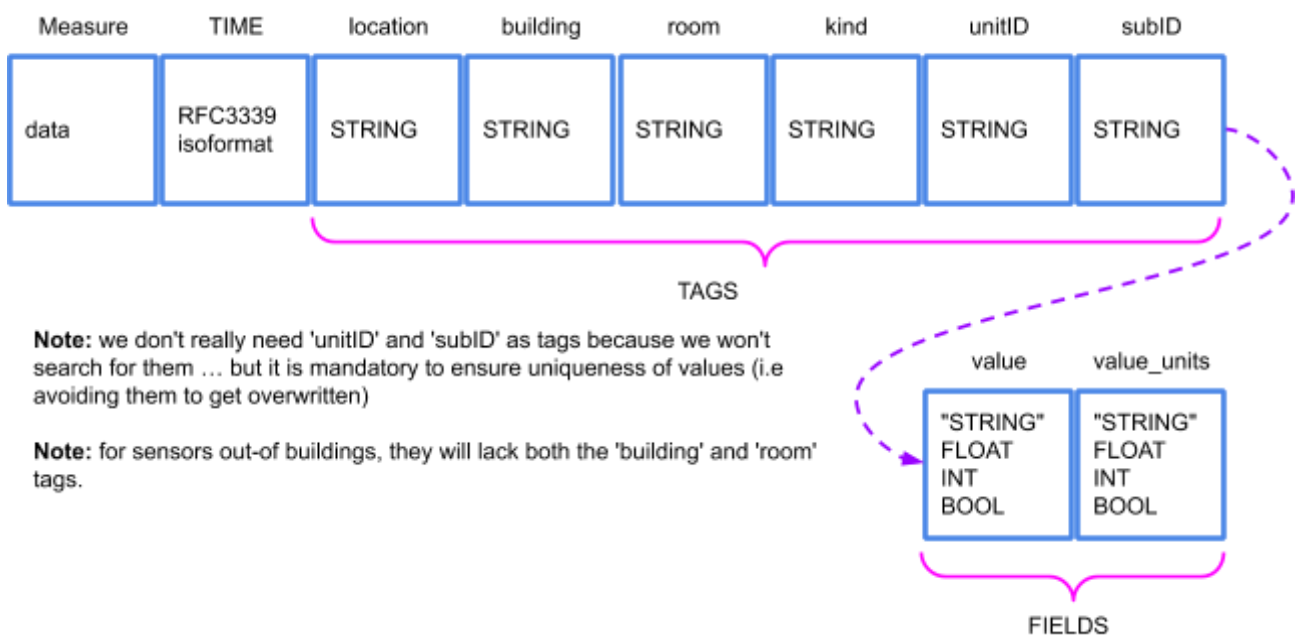 Measure TIME location building room kind unitID subID
data RFC3339 STRING STRING STRING STRING STRING STRING
isoformat
TAGS
Note: we don't really need 'unitID' and 'subID' as tags because we won't
search for them … but it is mandatory to ensure uniqueness of values (i.e
avoiding them to get overwritten)
Note: for sensors out-of buildings, they will lack both the 'building' and 'room'
tags.
value value_units
"STRING" "STRING"
FLOAT FLOAT
INT INT
BOOL BOOL
FIELDS